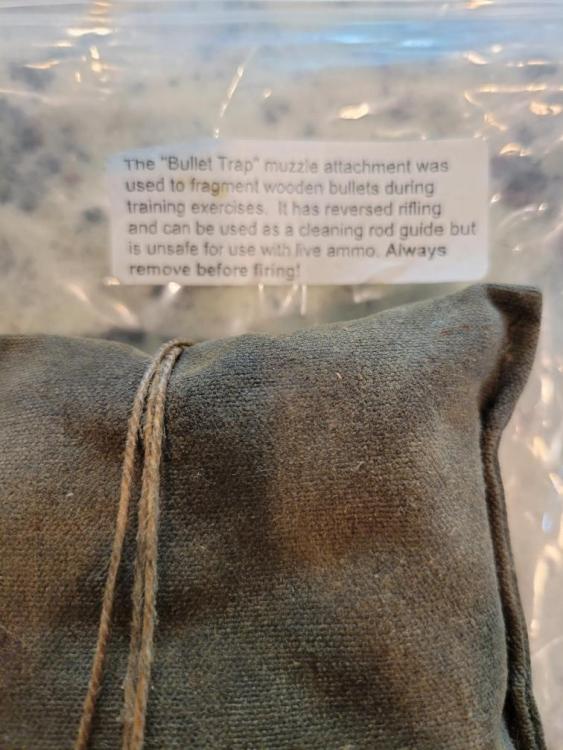 The "Bullet Trap" muzzle attachment was
used to fragment wooden bullets during
training exercises. It has reversed rifling
and can be used as a cleaning rod guide but
is unsafe for use with live ammo. Always
remove before firing!